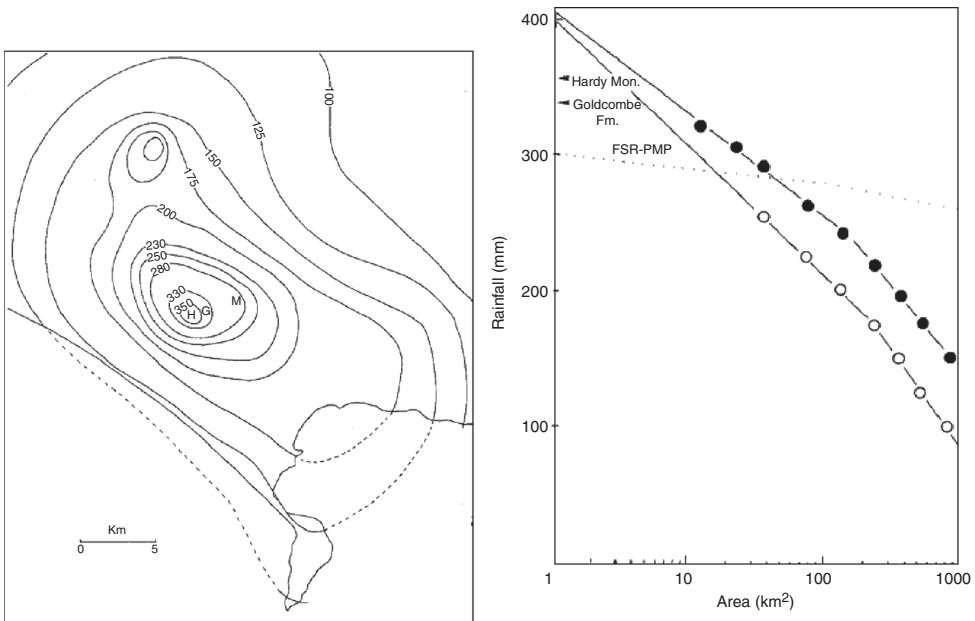 100
125
150
175
200
230
250
280
330
350
H
G
M
Km
0 5
400
300
200
100
Rainfall (mm)
Hardy Mon.
Goldcombe
Fm.
FSR-PMP
1 10 100 1000
Area (km²)